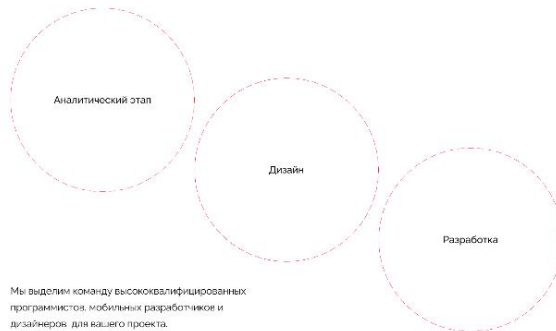 Аналитический этап
Дизайн
Разработка
Мы выделим команду высококвалифицированных
программистов, мобильных разработчиков и
дизайнеров для вашего проекта.